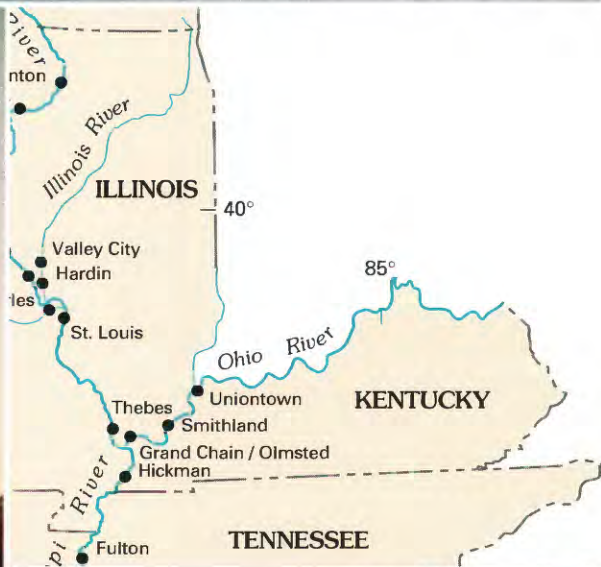 River
nton
Illinois River
ILLINOIS
40°
Valley City
Hardin
85°
rles
St. Louis
Ohio River
Uniontown
KENTUCKY
Thebes
Smithland
Grand Chain / Olmsted
Hickman
River
pi
Fulton
TENNESSEE